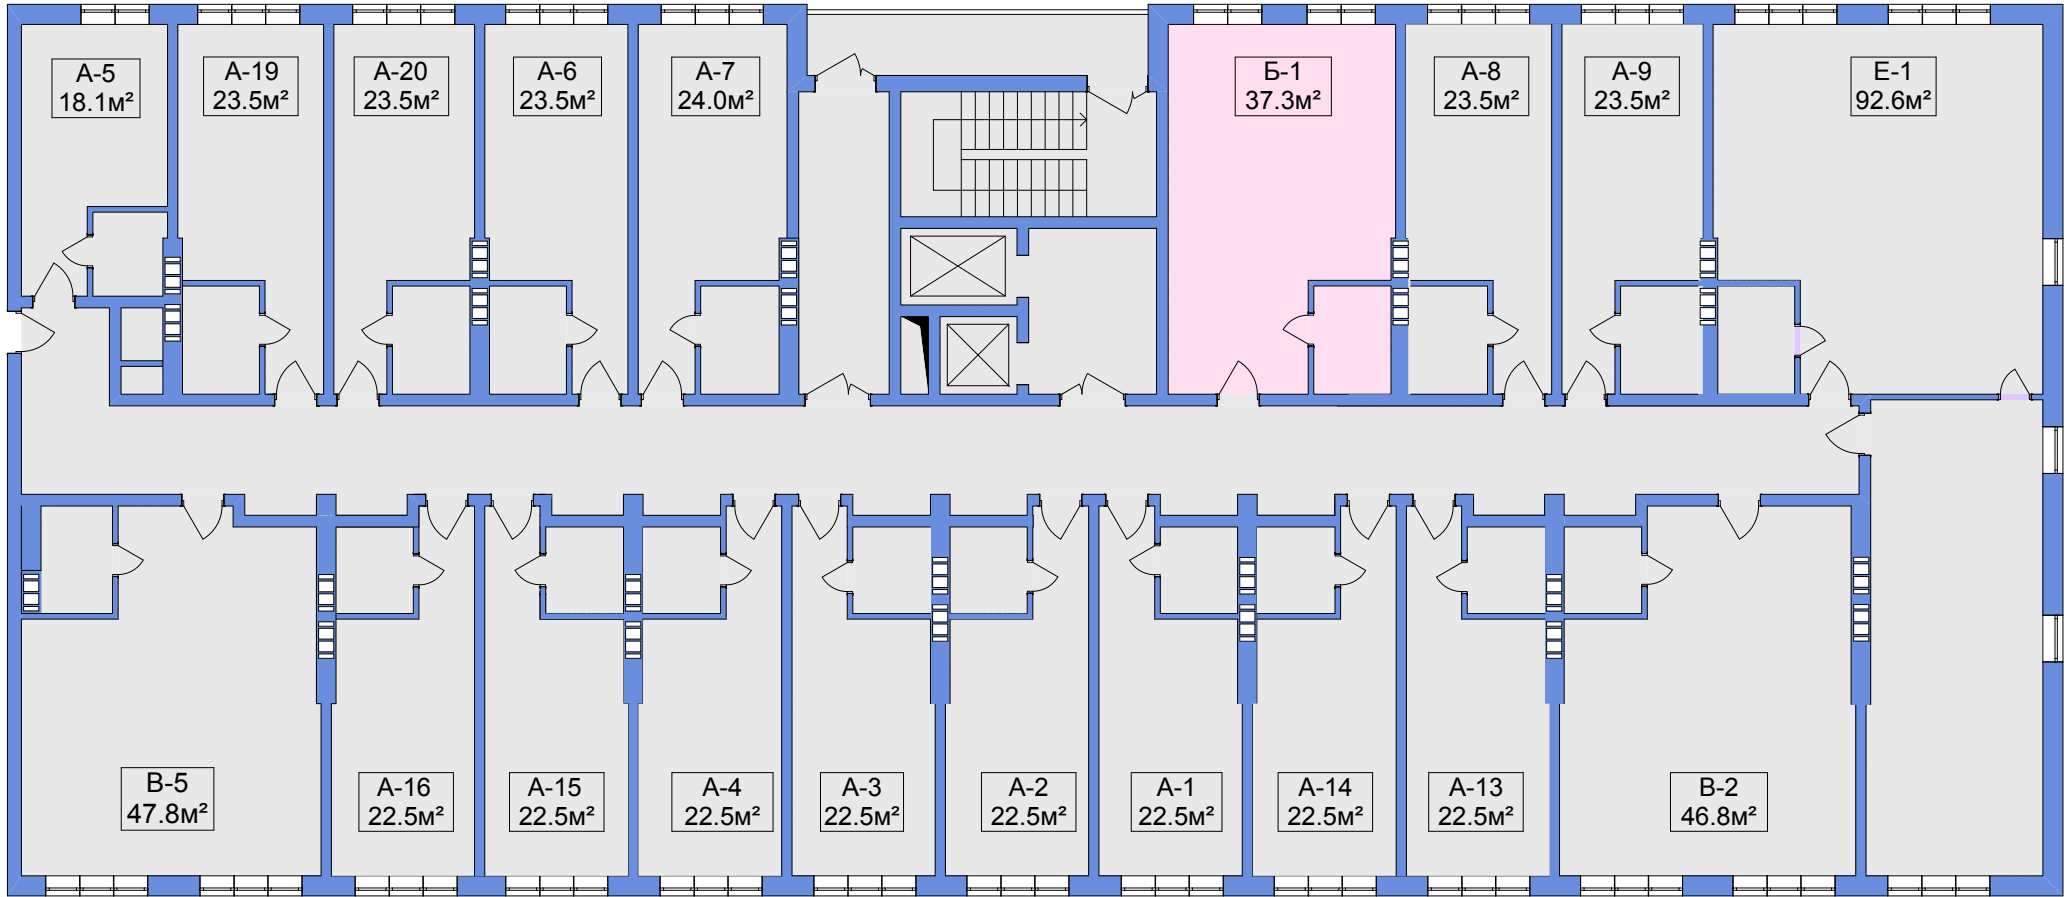 А-5
18.1м²
А-19
23.5м²
А-20
23.5м²
А-6
23.5м²
А-7
24.0м²
Б-1
37.3м²
А-8
23.5м²
А-9
23.5м²
Е-1
92.6м²
В-5
47.8м²
А-16
22.5м²
А-15
22.5м²
А-4
22.5м²
А-3
22.5м²
А-2
22.5м²
А-1
22.5м²
А-14
22.5м²
А-13
22.5м²
В-2
46.8м²